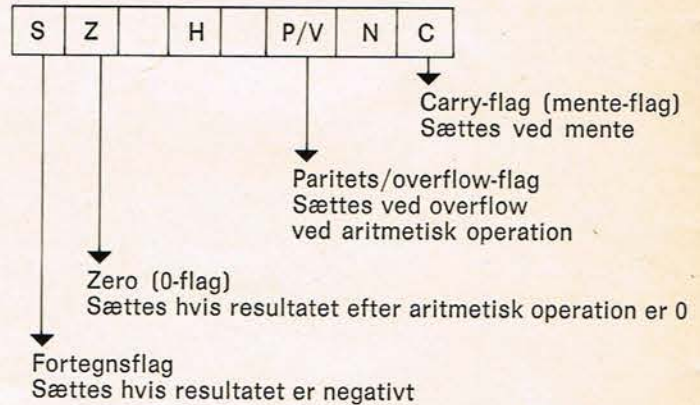 S Z H P/V N C
Carry-flag (mente-flag)
Sættes ved mente
Paritets/overflow-flag
Sættes ved overflow
ved aritmetisk operation
Zero (0-flag)
Sættes hvis resultatet efter aritmetisk operation er 0
Fortegnsflag
Sættes hvis resultatet er negativt